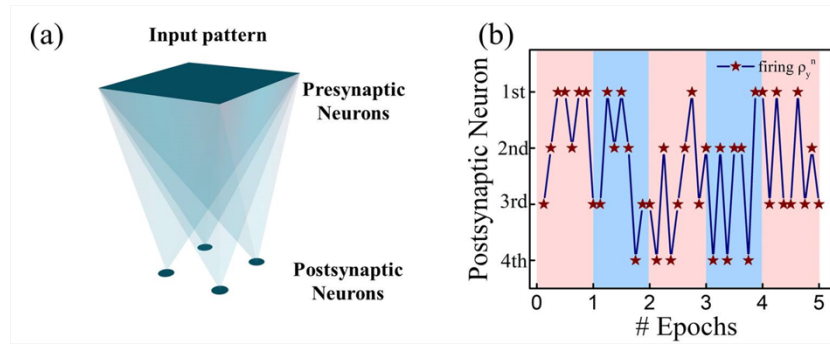 (a)
Input pattern
Presynaptic
Neurons
Postsynaptic
Neurons
(b)
firing ρ_y^n
Postsynaptic Neuron
1st
2nd
3rd
4th
0 1 2 3 4 5
# Epochs